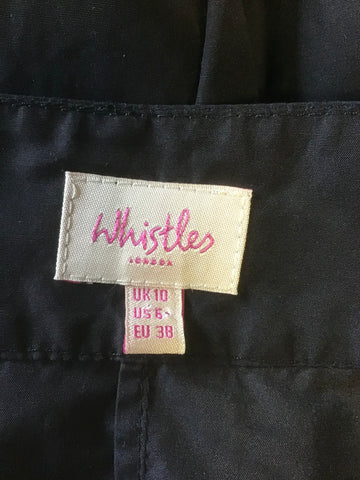 Whistles
LONDON
UK 10
US 6
EU 38